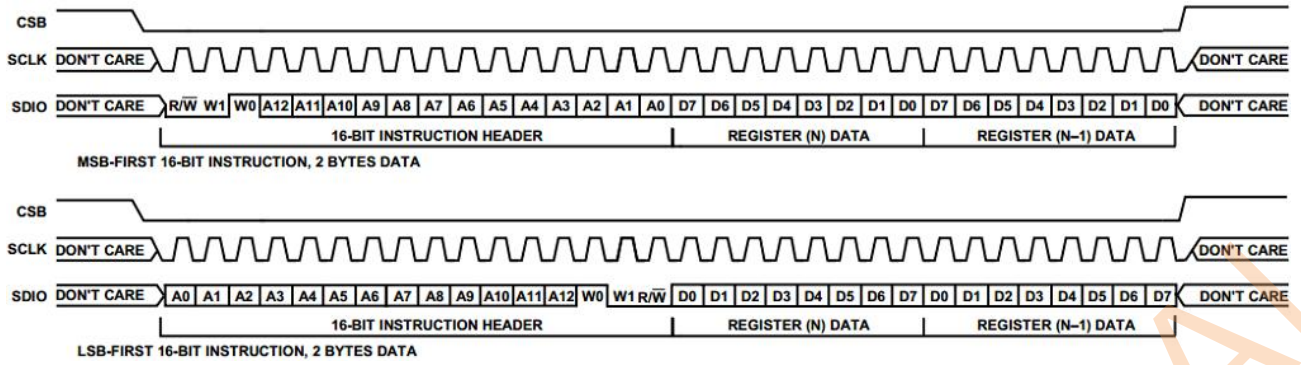 CSB
SCLK DON'T CARE DON'T CARE
SDIO DON'T CARE R/W̅ W1 W0 A12 A11 A10 A9 A8 A7 A6 A5 A4 A3 A2 A1 A0 D7 D6 D5 D4 D3 D2 D1 D0 D7 D6 D5 D4 D3 D2 D1 D0 DON'T CARE
16-BIT INSTRUCTION HEADER REGISTER (N) DATA REGISTER (N–1) DATA
MSB-FIRST 16-BIT INSTRUCTION, 2 BYTES DATA
CSB
SCLK DON'T CARE DON'T CARE
SDIO DON'T CARE A0 A1 A2 A3 A4 A5 A6 A7 A8 A9 A10 A11 A12 W0 W1 R/W̅ D0 D1 D2 D3 D4 D5 D6 D7 D0 D1 D2 D3 D4 D5 D6 D7 DON'T CARE
16-BIT INSTRUCTION HEADER REGISTER (N) DATA REGISTER (N–1) DATA
LSB-FIRST 16-BIT INSTRUCTION, 2 BYTES DATA